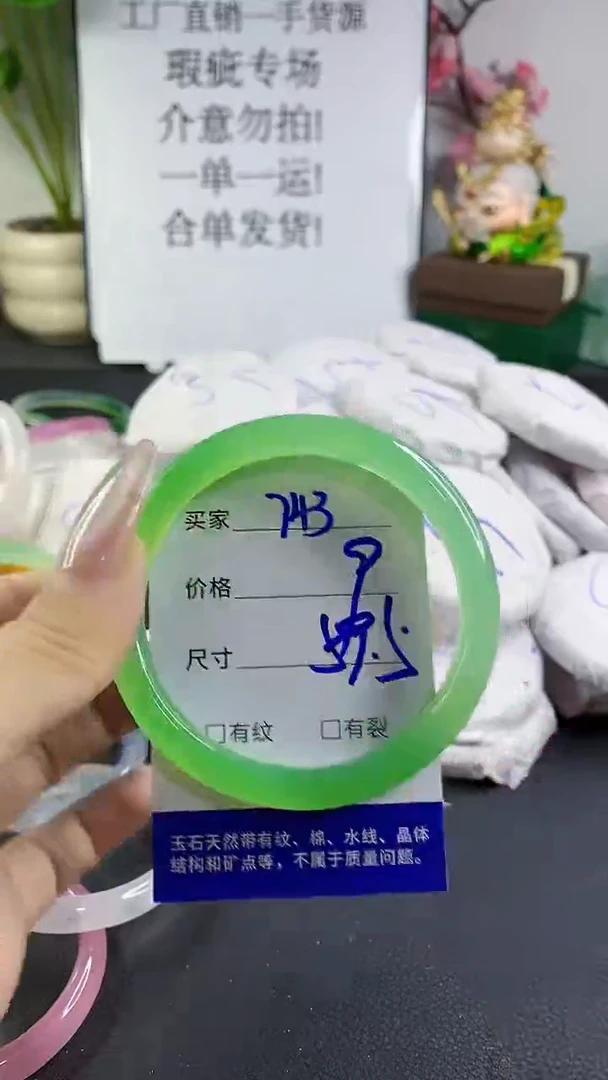 工厂直销一手货源
瑕疵专场
介意勿拍!
一单一运!
合单发货!
买家 743
价格
尺寸 59.5
□有纹 □有裂
玉石天然带有纹、棉、水线、晶体
结构和矿点等，不属于质量问题。